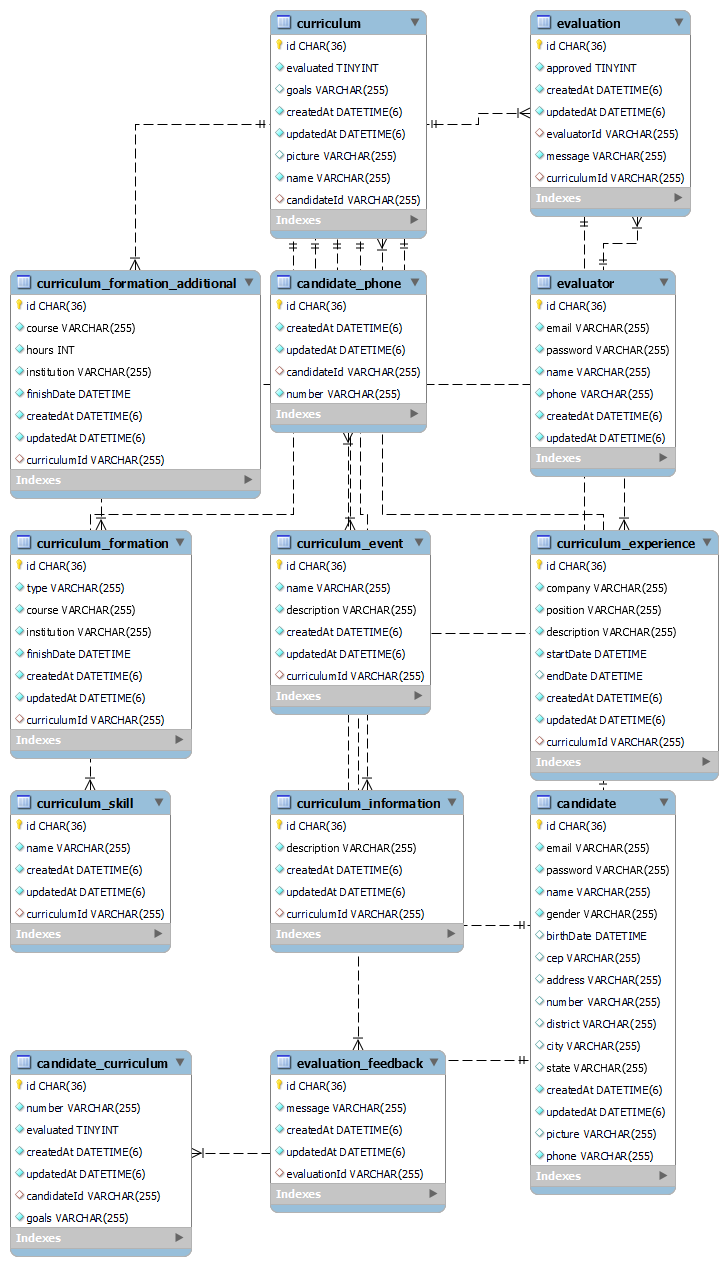 curriculum
id CHAR(36)
evaluated TINYINT
goals VARCHAR(255)
createdAt DATETIME(6)
updatedAt DATETIME(6)
picture VARCHAR(255)
name VARCHAR(255)
candidateId VARCHAR(255)
Indexes
evaluation
id CHAR(36)
approved TINYINT
createdAt DATETIME(6)
updatedAt DATETIME(6)
evaluatorId VARCHAR(255)
message VARCHAR(255)
curriculumId VARCHAR(255)
Indexes
curriculum_formation_additional
id CHAR(36)
course VARCHAR(255)
hours INT
institution VARCHAR(255)
finishDate DATETIME
createdAt DATETIME(6)
updatedAt DATETIME(6)
curriculumId VARCHAR(255)
Indexes
candidate_phone
id CHAR(36)
createdAt DATETIME(6)
updatedAt DATETIME(6)
candidateId VARCHAR(255)
number VARCHAR(255)
Indexes
evaluator
id CHAR(36)
email VARCHAR(255)
password VARCHAR(255)
name VARCHAR(255)
phone VARCHAR(255)
createdAt DATETIME(6)
updatedAt DATETIME(6)
Indexes
curriculum_formation
id CHAR(36)
type VARCHAR(255)
course VARCHAR(255)
institution VARCHAR(255)
finishDate DATETIME
createdAt DATETIME(6)
updatedAt DATETIME(6)
curriculumId VARCHAR(255)
Indexes
curriculum_event
id CHAR(36)
name VARCHAR(255)
description VARCHAR(255)
createdAt DATETIME(6)
updatedAt DATETIME(6)
curriculumId VARCHAR(255)
Indexes
curriculum_experience
id CHAR(36)
company VARCHAR(255)
position VARCHAR(255)
description VARCHAR(255)
startDate DATETIME
endDate DATETIME
createdAt DATETIME(6)
updatedAt DATETIME(6)
curriculumId VARCHAR(255)
Indexes
curriculum_skill
id CHAR(36)
name VARCHAR(255)
createdAt DATETIME(6)
updatedAt DATETIME(6)
curriculumId VARCHAR(255)
Indexes
curriculum_information
id CHAR(36)
description VARCHAR(255)
createdAt DATETIME(6)
updatedAt DATETIME(6)
curriculumId VARCHAR(255)
Indexes
candidate
id CHAR(36)
email VARCHAR(255)
password VARCHAR(255)
name VARCHAR(255)
gender VARCHAR(255)
birthDate DATETIME
cep VARCHAR(255)
address VARCHAR(255)
number VARCHAR(255)
district VARCHAR(255)
city VARCHAR(255)
state VARCHAR(255)
createdAt DATETIME(6)
updatedAt DATETIME(6)
picture VARCHAR(255)
phone VARCHAR(255)
Indexes
candidate_curriculum
id CHAR(36)
number VARCHAR(255)
evaluated TINYINT
createdAt DATETIME(6)
updatedAt DATETIME(6)
candidateId VARCHAR(255)
goals VARCHAR(255)
Indexes
evaluation_feedback
id CHAR(36)
message VARCHAR(255)
createdAt DATETIME(6)
updatedAt DATETIME(6)
evaluationId VARCHAR(255)
Indexes